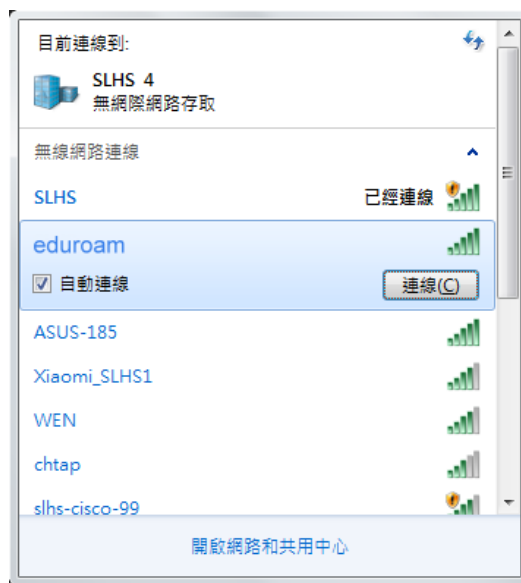 目前連線到:
SLHS 4
無網際網路存取
無線網路連線
SLHS 已經連線
eduroam
自動連線 連線(C)
ASUS-185
Xiaomi_SLHS1
WEN
chtap
slhs-cisco-99
開啟網路和共用中心